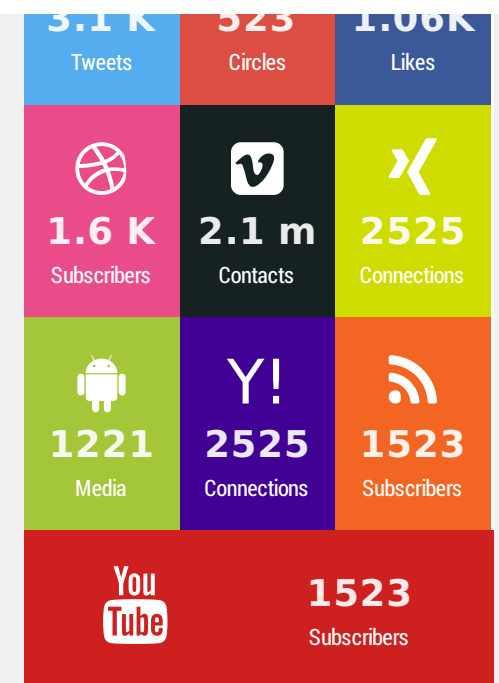 3.1 K 523 1.06K
Tweets Circles Likes
1.6 K 2.1 m 2525
Subscribers Contacts Connections
Y!
1221 2525 1523
Media Connections Subscribers
You
Tube
1523
Subscribers